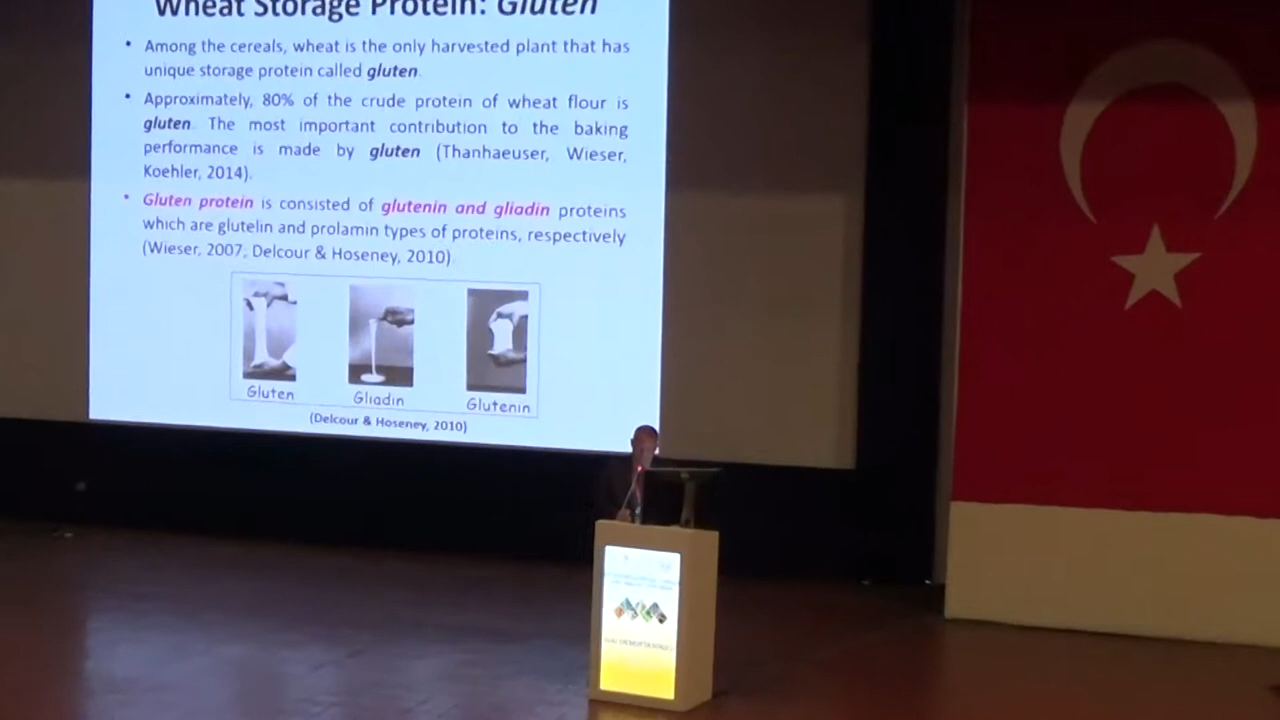 Wheat Storage Protein: Gluten
• Among the cereals, wheat is the only harvested plant that has
unique storage protein called gluten.
• Approximately, 80% of the crude protein of wheat flour is
gluten. The most important contribution to the baking
performance is made by gluten (Thanhaeuser, Wieser,
Koehler, 2014).
• Gluten protein is consisted of glutenin and gliadin proteins
which are glutelin and prolamin types of proteins, respectively
(Wieser, 2007; Delcour & Hoseney, 2010)
Gluten
Gliadin
Glutenin
(Delcour & Hoseney, 2010)